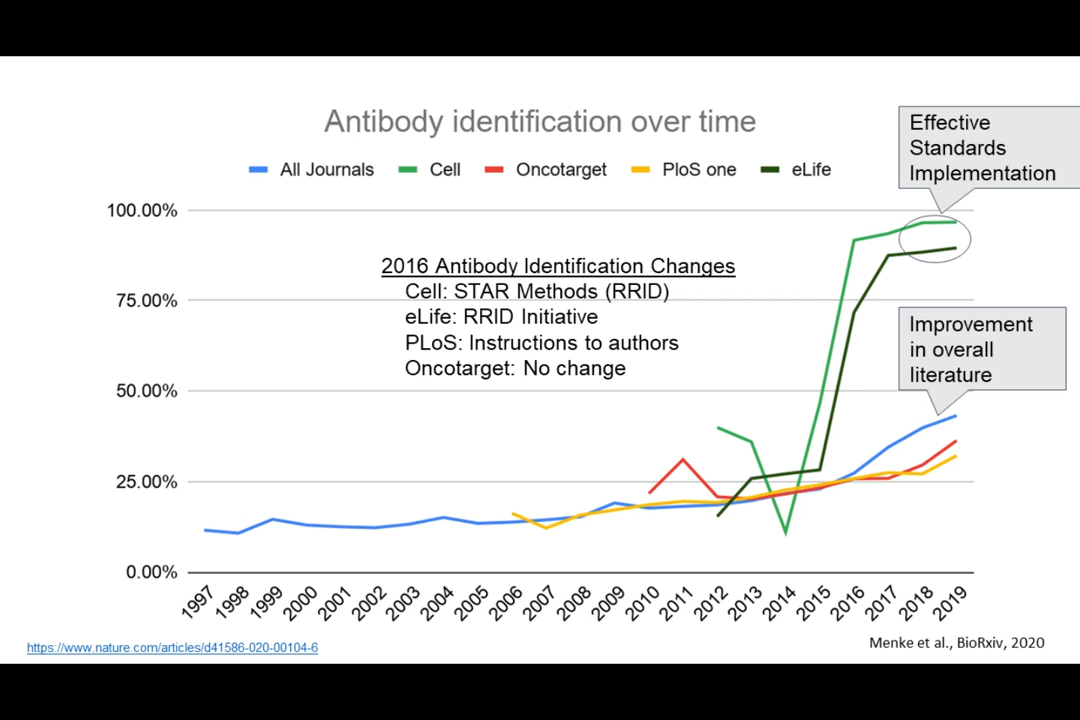 Antibody identification over time
All Journals
Cell
Oncotarget
PloS one
eLife
Effective
Standards
Implementation
100.00%
75.00%
50.00%
25.00%
0.00%
2016 Antibody Identification Changes
Cell: STAR Methods (RRID)
eLife: RRID Initiative
PLoS: Instructions to authors
Oncotarget: No change
Improvement
in overall
literature
1997
1998
1999
2000
2001
2002
2003
2004
2005
2006
2007
2008
2009
2010
2011
2012
2013
2014
2015
2016
2017
2018
2019
https://www.nature.com/articles/d41586-020-00104-6
Menke et al., BioRxiv, 2020